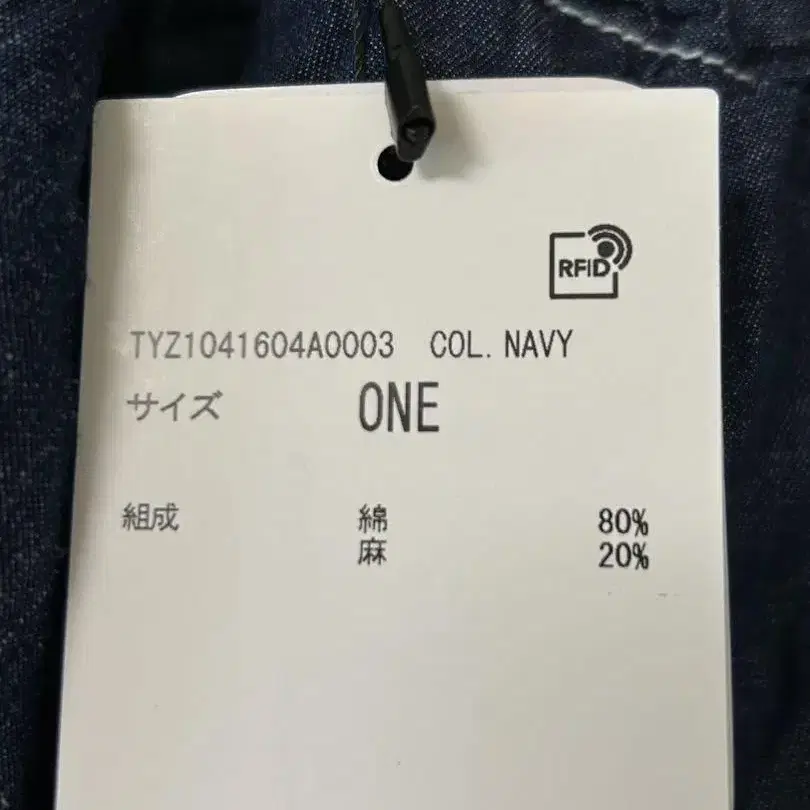 RFID
TYZ1041604A0003 COL. NAVY
サイズ ONE
組成 綿 80%
麻 20%